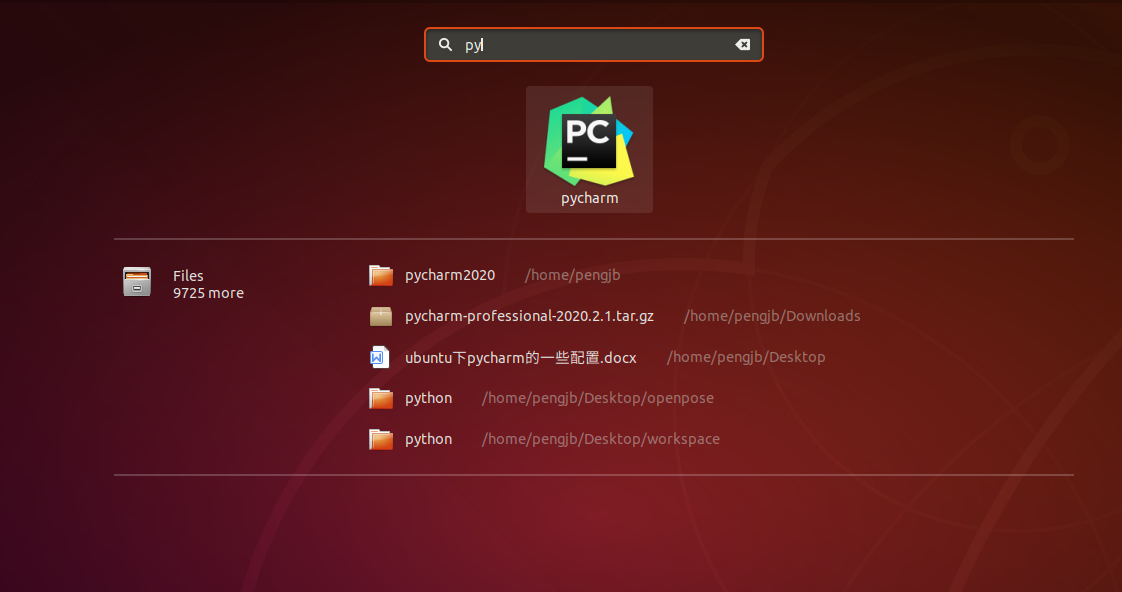 py
PC
pycharm
Files
9725 more
pycharm2020 /home/pengjb
pycharm-professional-2020.2.1.tar.gz /home/pengjb/Downloads
ubuntu下pycharm的一些配置.docx /home/pengjb/Desktop
python /home/pengjb/Desktop/openpose
python /home/pengjb/Desktop/workspace